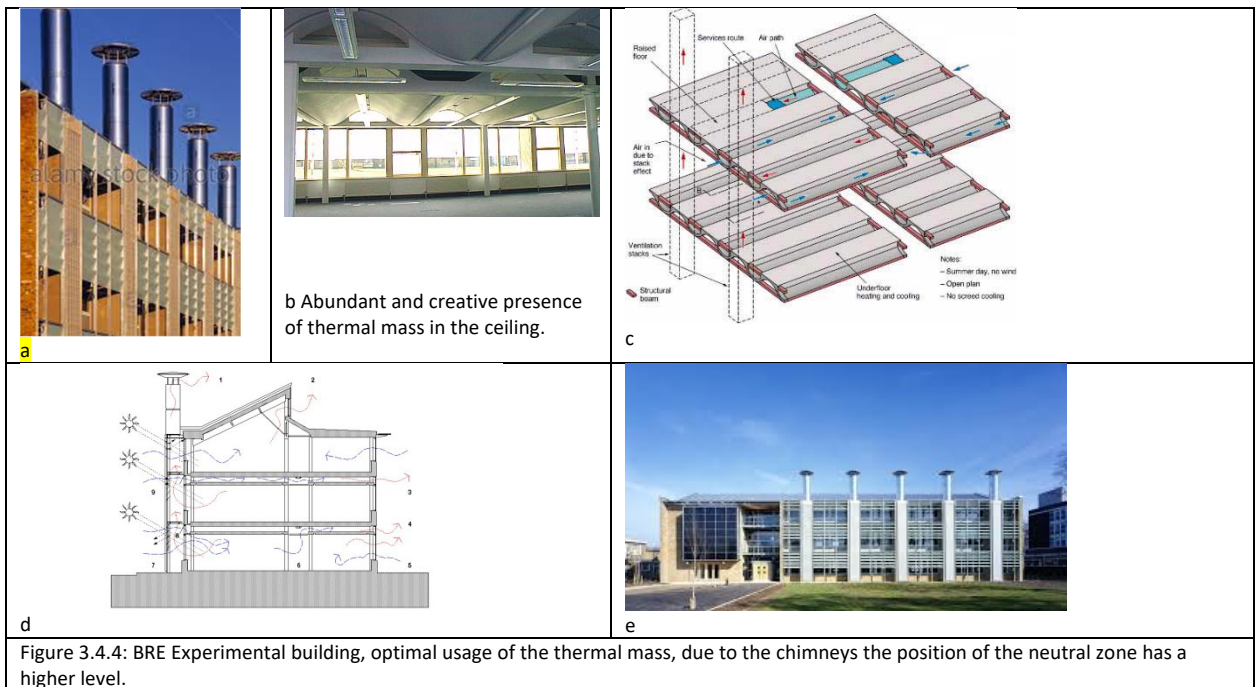 alamy stock photo
a
a
b Abundant and creative presence
of thermal mass in the ceiling.
Raised
floor
Services route
Air path
Air in
due to
stack
effect
Ventilation
stacks
Structural
beam
Underfloor
heating and cooling
Notes:
– Summer day, no wind
– Open plan
– No screed cooling
c
1
2
3
4
5
6
7
8
9
d
e
Figure 3.4.4: BRE Experimental building, optimal usage of the thermal mass, due to the chimneys the position of the neutral zone has a
higher level.